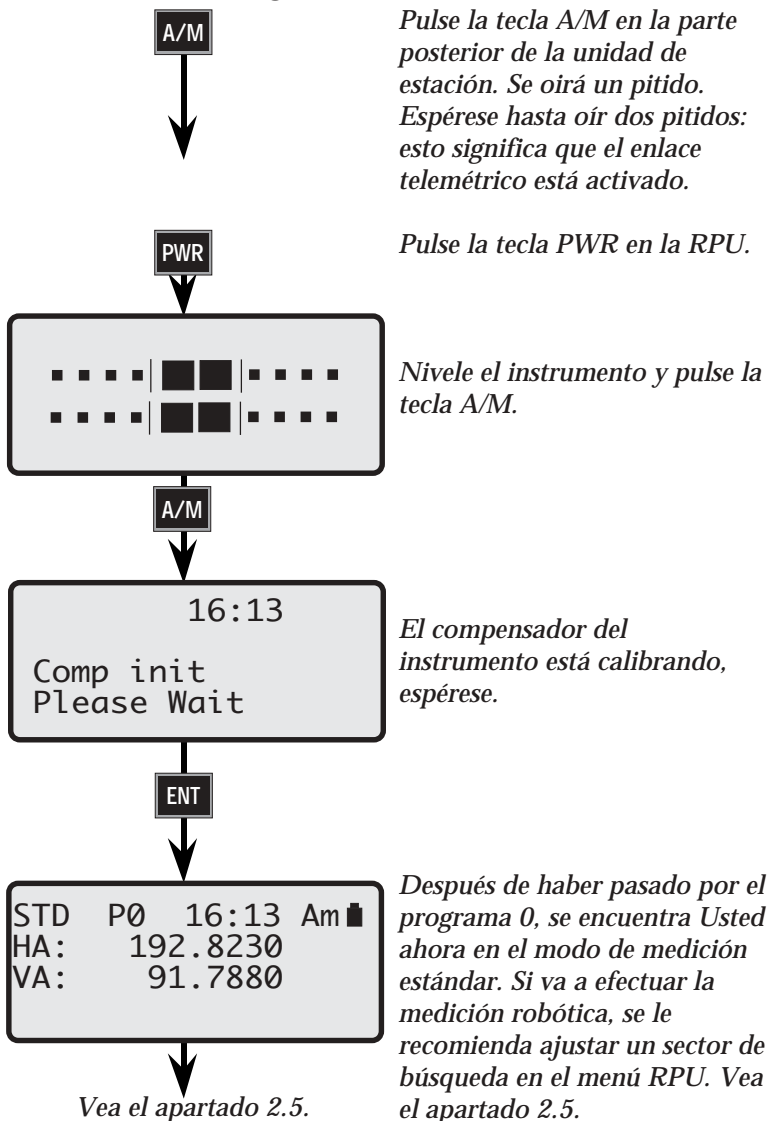 A/M
Pulse la tecla A/M en la parte
posterior de la unidad de
estación. Se oirá un pitido.
Espérese hasta oír dos pitidos:
esto significa que el enlace
telemétrico está activado.
PWR
Pulse la tecla PWR en la RPU.
Nivele el instrumento y pulse la
tecla A/M.
A/M
16:13
Comp init
Please Wait
El compensador del
instrumento está calibrando,
espérese.
ENT
STD P0 16:13 Am
HA: 192.8230
VA: 91.7880
Después de haber pasado por el
programa 0, se encuentra Usted
ahora en el modo de medición
estándar. Si va a efectuar la
medición robótica, se le
recomienda ajustar un sector de
búsqueda en el menú RPU. Vea
el apartado 2.5.
Vea el apartado 2.5.